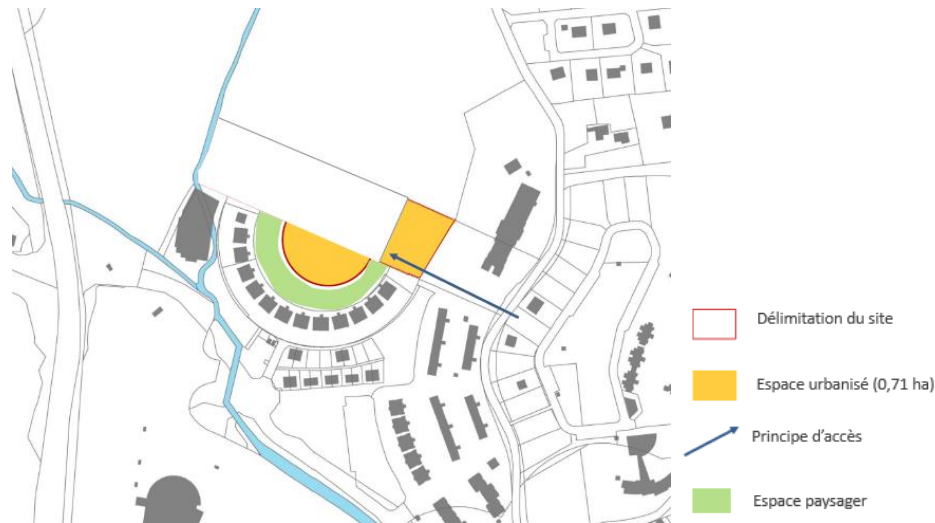 Délimitation du site
Espace urbanisé (0,71 ha)
Principe d'accès
Espace paysager